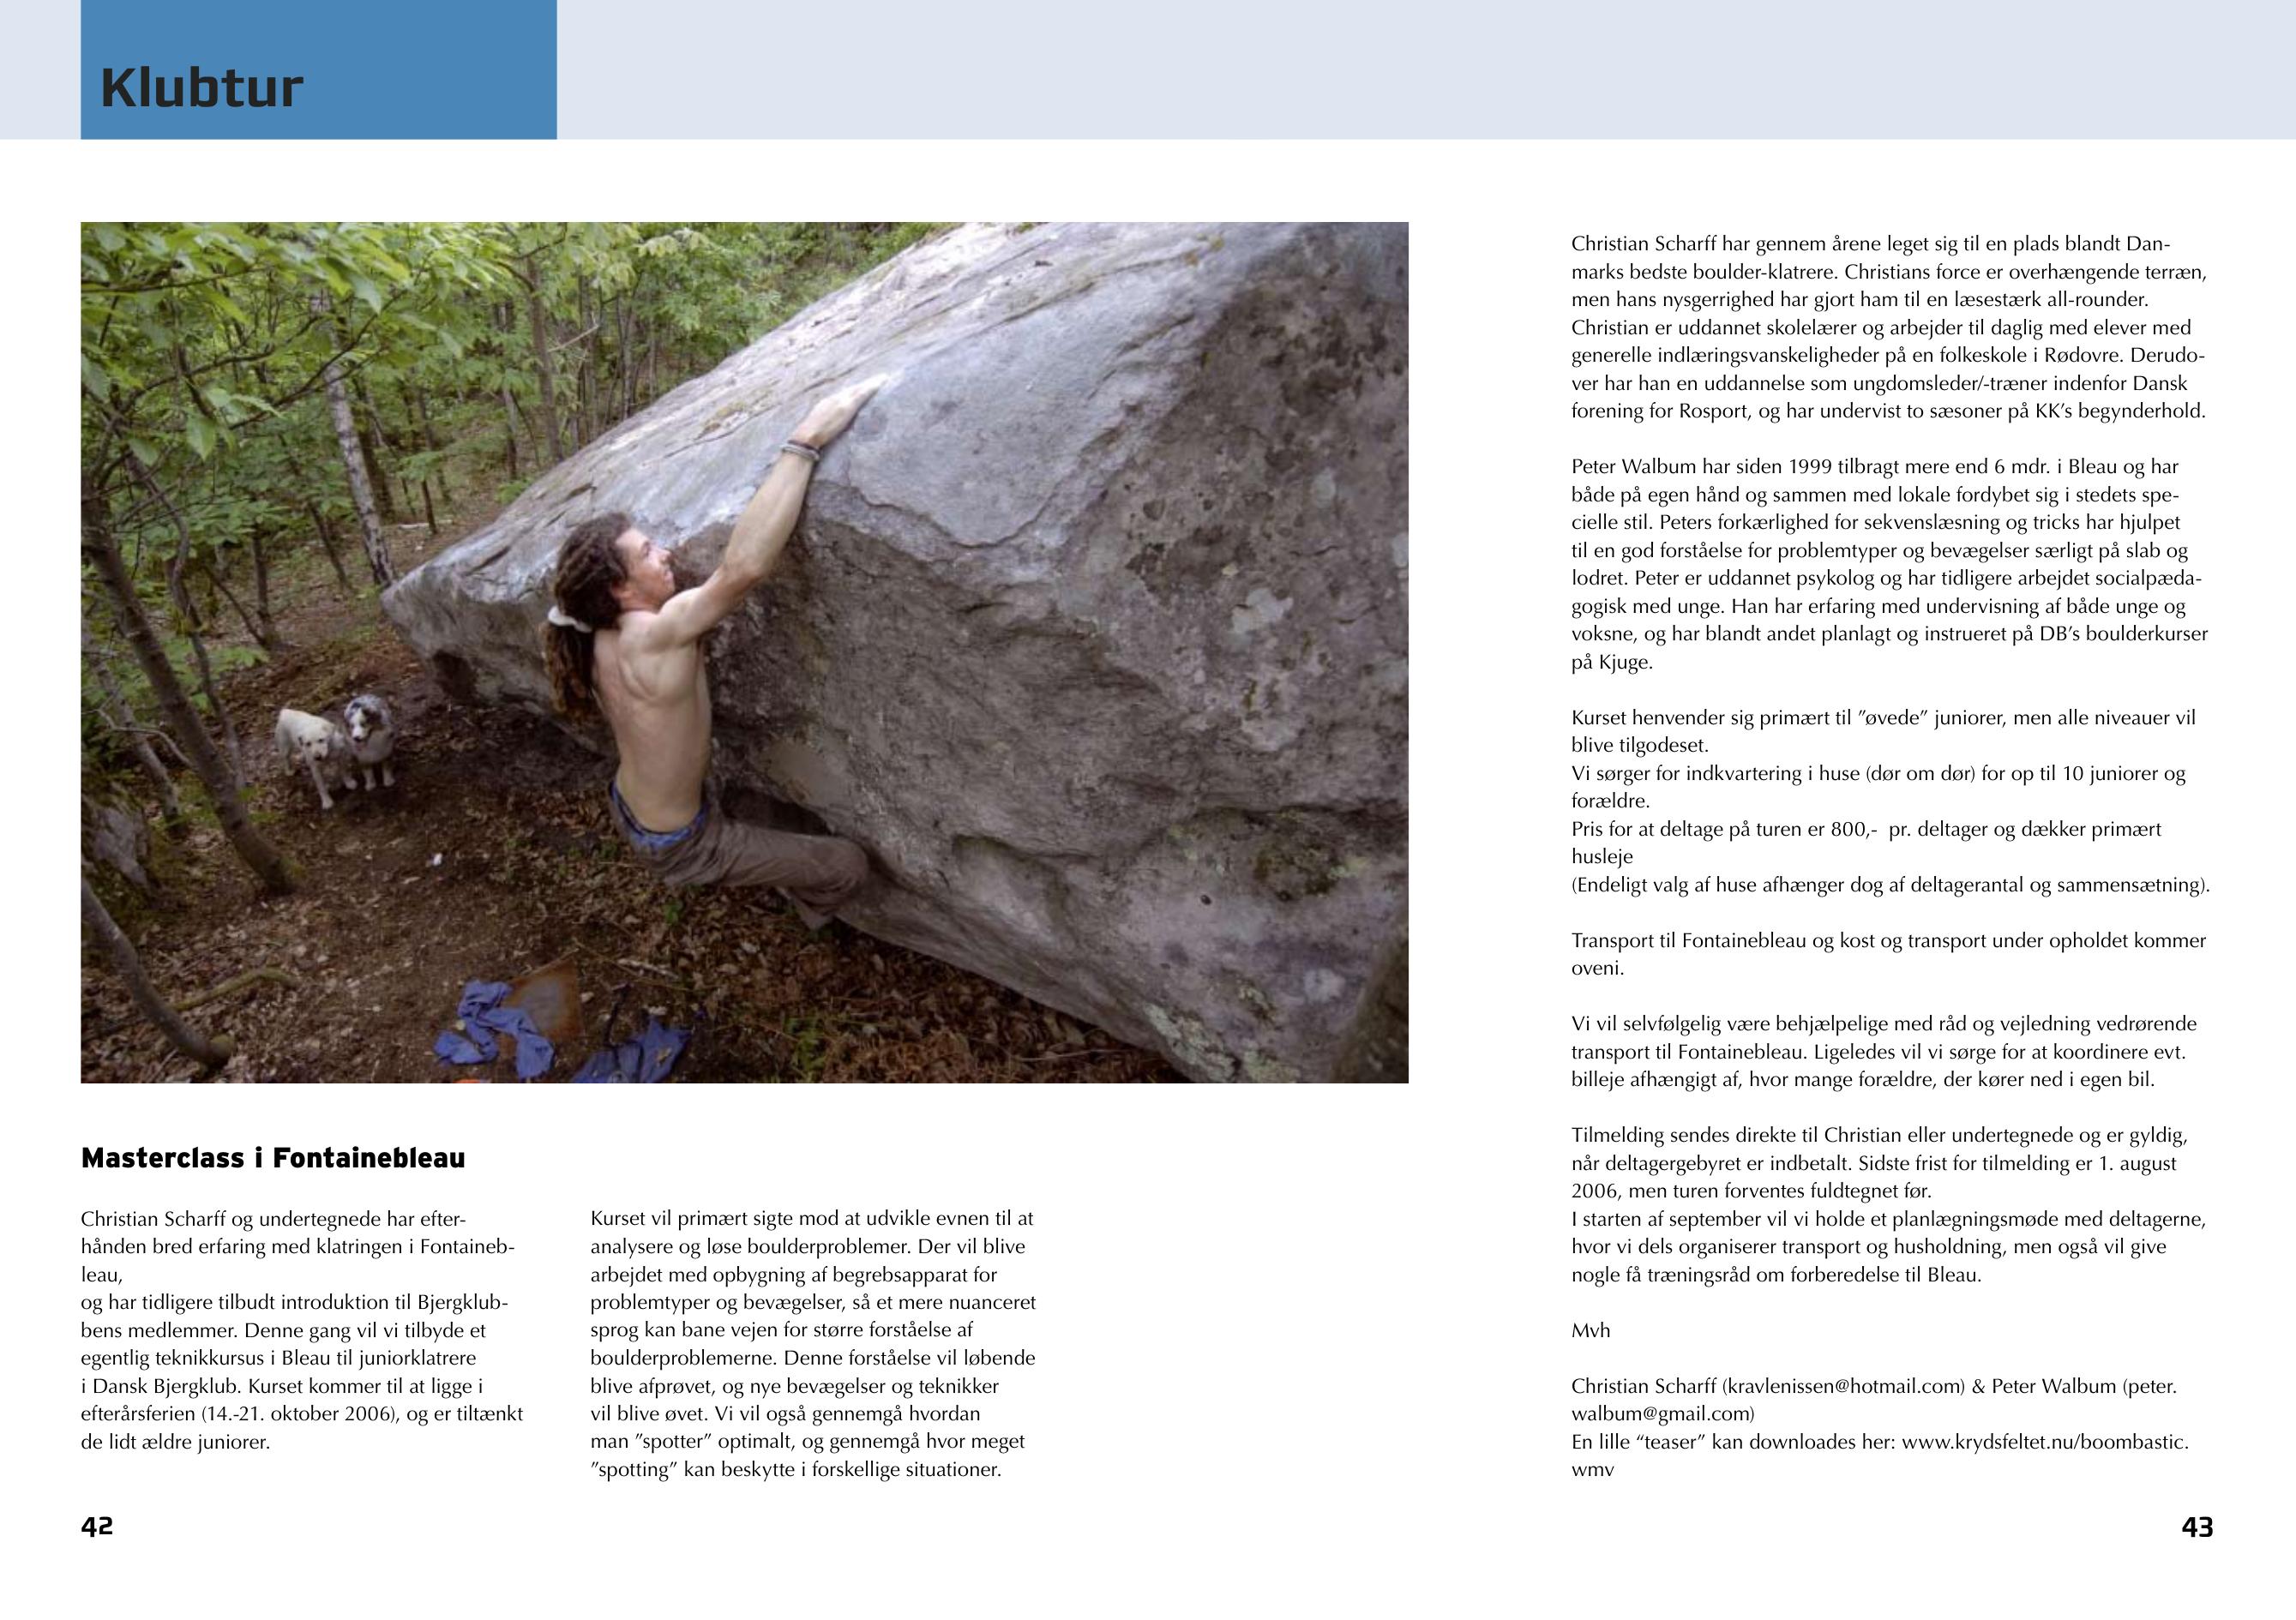 Klubtur
Masterclass i Fontainebleau
Christian Scharff og undertegnede har efter-
hånden bred erfaring med klatringen i Fontaineb-
leau,
og har tidligere tilbudt introduktion til Bjergklub-
bens medlemmer. Denne gang vil vi tilbyde et
egentlig teknikkursus i Bleau til juniorklatrere
i Dansk Bjergklub. Kurset kommer til at ligge i
efterårsferien (14.-21. oktober 2006), og er tiltænkt
de lidt ældre juniorer.
Kurset vil primært sigte mod at udvikle evnen til at
analysere og løse boulderproblemer. Der vil blive
arbejdet med opbygning af begrebsapparat for
problemtyper og bevægelser, så et mere nuanceret
sprog kan bane vejen for større forståelse af
boulderproblemerne. Denne forståelse vil løbende
blive afprøvet, og nye bevægelser og teknikker
vil blive øvet. Vi vil også gennemgå hvordan
man ”spotter” optimalt, og gennemgå hvor meget
”spotting” kan beskytte i forskellige situationer.
42
Christian Scharff har gennem årene leget sig til en plads blandt Dan-
marks bedste boulder-klatrere. Christians force er overhængende terræn,
men hans nysgerrighed har gjort ham til en læsestærk all-rounder.
Christian er uddannet skolelærer og arbejder til daglig med elever med
generelle indlæringsvanskeligheder på en folkeskole i Rødovre. Derudo-
ver har han en uddannelse som ungdomsleder/-træner indenfor Dansk
forening for Rosport, og har undervist to sæsoner på KK’s begynderhold.
Peter Walbum har siden 1999 tilbragt mere end 6 mdr. i Bleau og har
både på egen hånd og sammen med lokale fordybet sig i stedets spe-
cielle stil. Peters forkærlighed for sekvenslæsning og tricks har hjulpet
til en god forståelse for problemtyper og bevægelser særligt på slab og
lodret. Peter er uddannet psykolog og har tidligere arbejdet socialpæda-
gogisk med unge. Han har erfaring med undervisning af både unge og
voksne, og har blandt andet planlagt og instrueret på DB’s boulderkurser
på Kjuge.
Kurset henvender sig primært til ”øvede” juniorer, men alle niveauer vil
blive tilgodeset.
Vi sørger for indkvartering i huse (dør om dør) for op til 10 juniorer og
forældre.
Pris for at deltage på turen er 800,-  pr. deltager og dækker primært
husleje
(Endeligt valg af huse afhænger dog af deltagerantal og sammensætning).
Transport til Fontainebleau og kost og transport under opholdet kommer
oveni.
Vi vil selvfølgelig være behjælpelige med råd og vejledning vedrørende
transport til Fontainebleau. Ligeledes vil vi sørge for at koordinere evt.
billeje afhængigt af, hvor mange forældre, der kører ned i egen bil.
Tilmelding sendes direkte til Christian eller undertegnede og er gyldig,
når deltagergebyret er indbetalt. Sidste frist for tilmelding er 1. august
2006, men turen forventes fuldtegnet før.
I starten af september vil vi holde et planlægningsmøde med deltagerne,
hvor vi dels organiserer transport og husholdning, men også vil give
nogle få træningsråd om forberedelse til Bleau.
Mvh
Christian Scharff (kravlenissen@hotmail.com) & Peter Walbum (peter.
walbum@gmail.com)
En lille “teaser” kan downloades her: www.krydsfeltet.nu/boombastic.
wmv
43